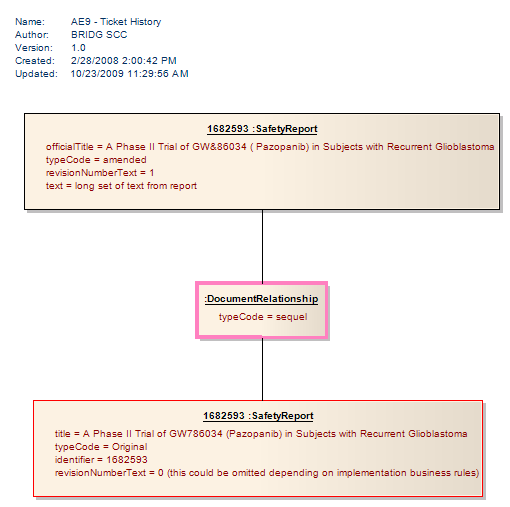 Name: AE9 - Ticket History
Author: BRIDG SCC
Version: 1.0
Created: 2/28/2008 2:00:42 PM
Updated: 10/23/2009 11:29:56 AM
1682593 :SafetyReport
officialTitle = A Phase II Trial of GW&86034 ( Pazopanib) in Subjects with Recurrent Glioblastoma
typeCode = amended
revisionNumberText = 1
text = long set of text from report
:DocumentRelationship
typeCode = sequel
1682593 :SafetyReport
title = A Phase II Trial of GW786034 (Pazopanib) in Subjects with Recurrent Glioblastoma
typeCode = Original
identifier = 1682593
revisionNumberText = 0 (this could be omitted depending on implementation business rules)